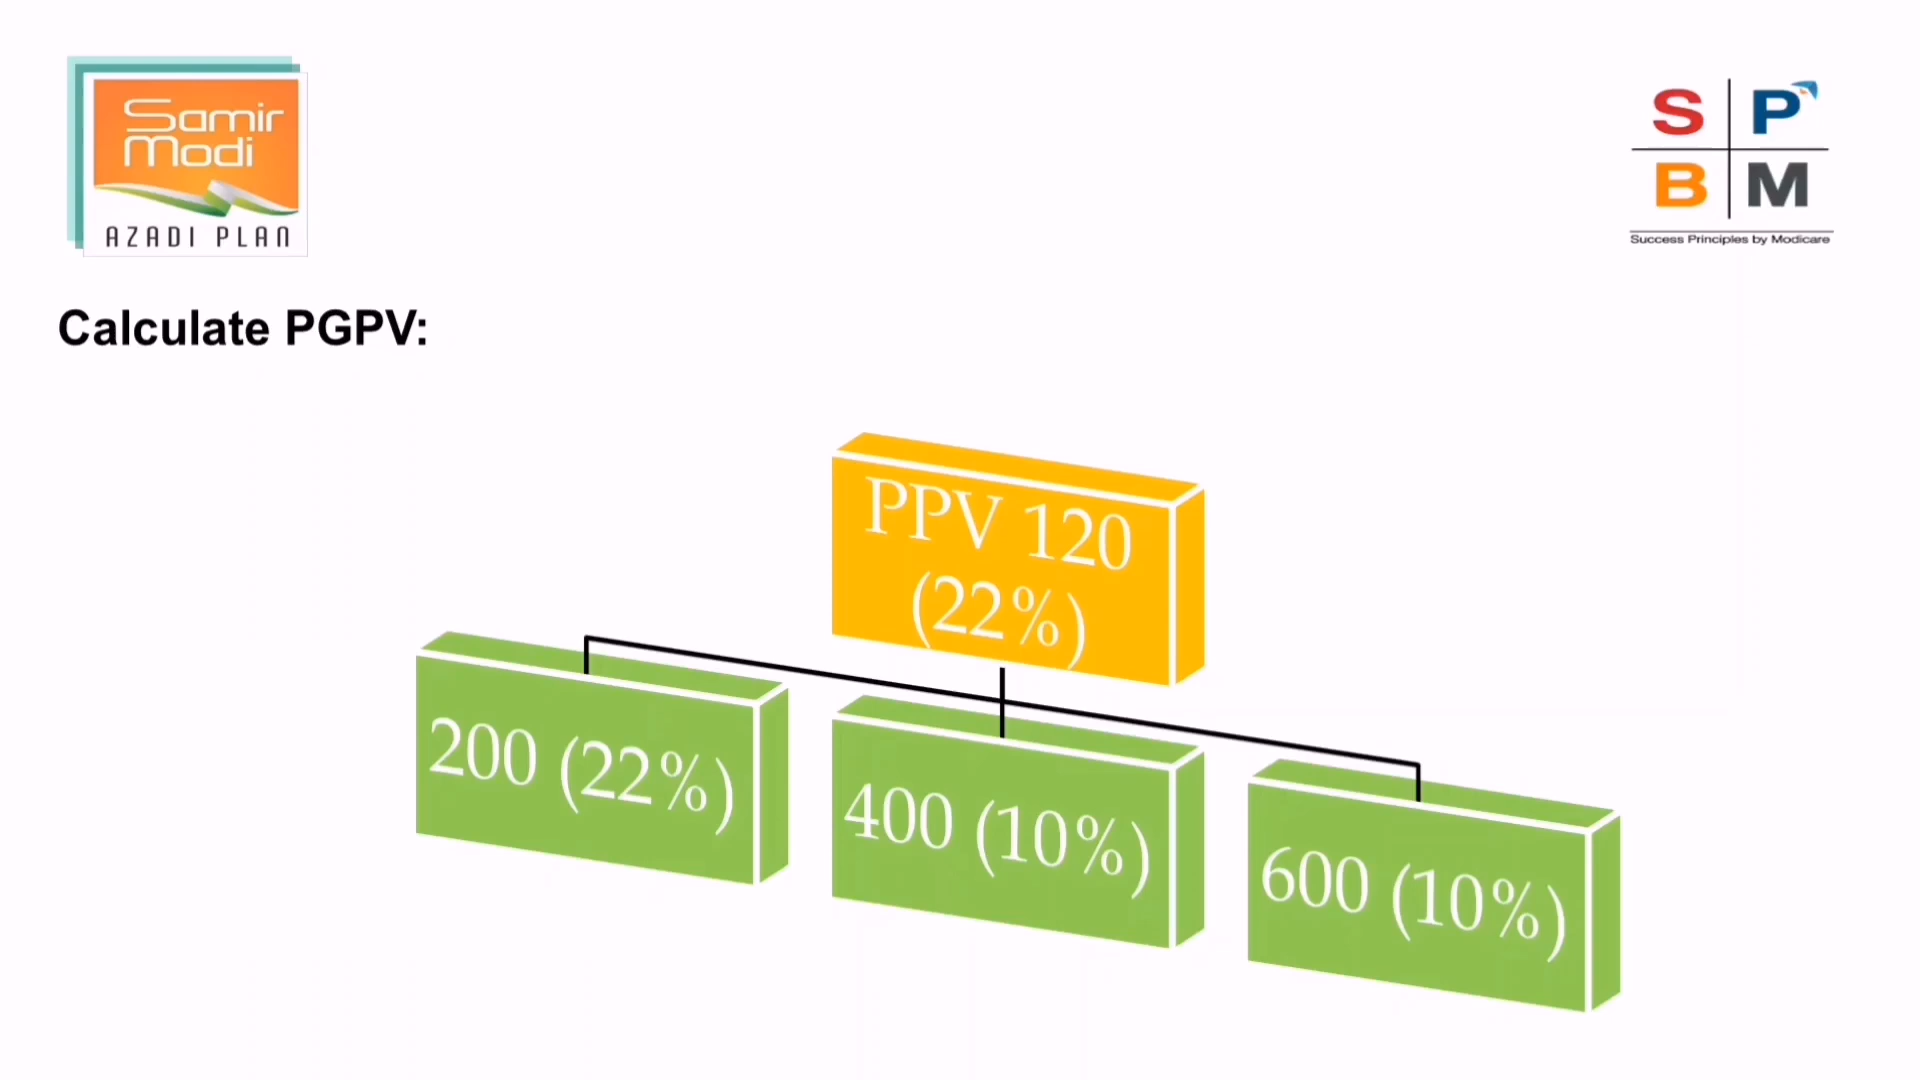 Samir
Modi
AZADI PLAN
S P
B M
Success Principles by Modicare
Calculate PGPV:
PPV 120
(22%)
200 (22%)
400 (10%)
600 (10%)